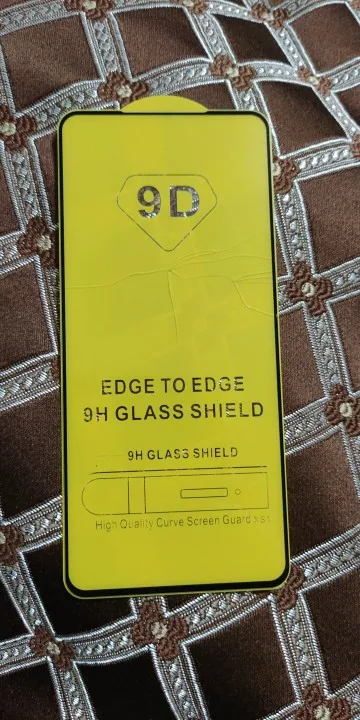 9D
EDGE TO EDGE
9H GLASS SHIELD
9H GLASS SHIELD
High Quality Curve Screen Guard